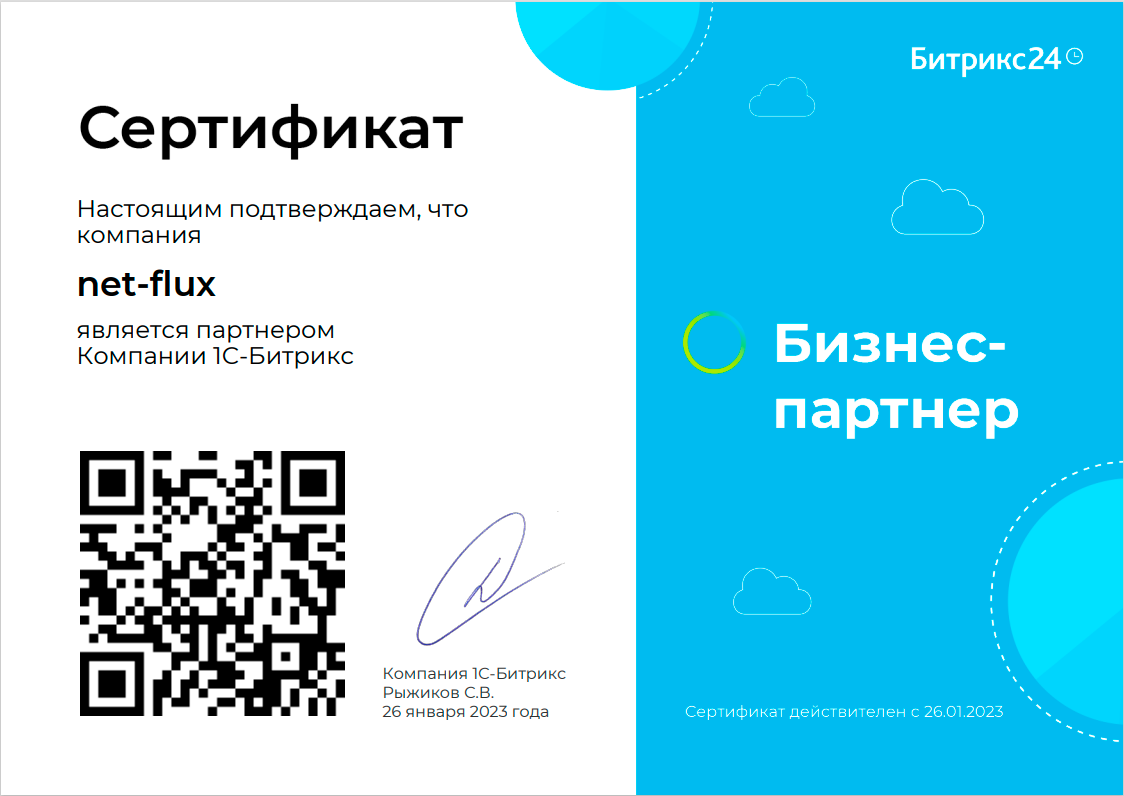 Битрикс24
Сертификат
Настоящим подтверждаем, что
компания
net-flux
является партнером
Компании 1С-Битрикс
Бизнес-
партнер
Компания 1С-Битрикс
Рыжиков С.В.
26 января 2023 года
Сертификат действителен с 26.01.2023